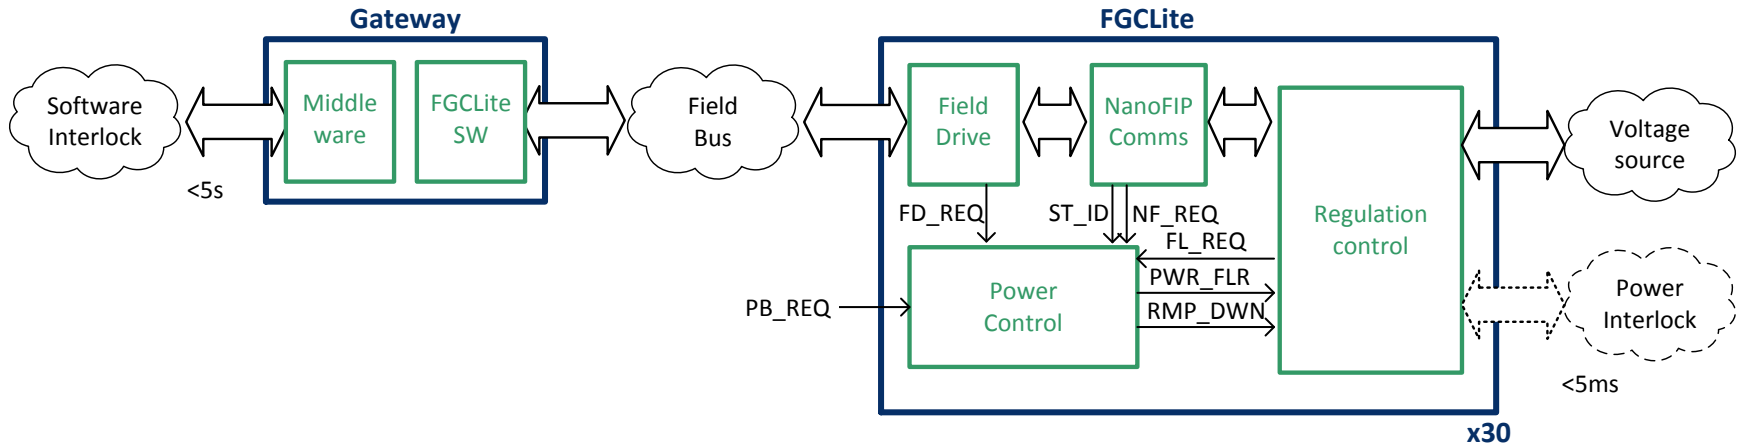 Gateway
FGCLite
Software
Interlock
<5s
Middle
ware
FGCLite
SW
Field
Bus
Field
Drive
NanoFIP
Comms
Regulation
control
Voltage
source
FD_REQ
ST_ID
NF_REQ
FL_REQ
PWR_FLR
RMP_DWN
PB_REQ
Power
Control
Power
Interlock
<5ms
x30